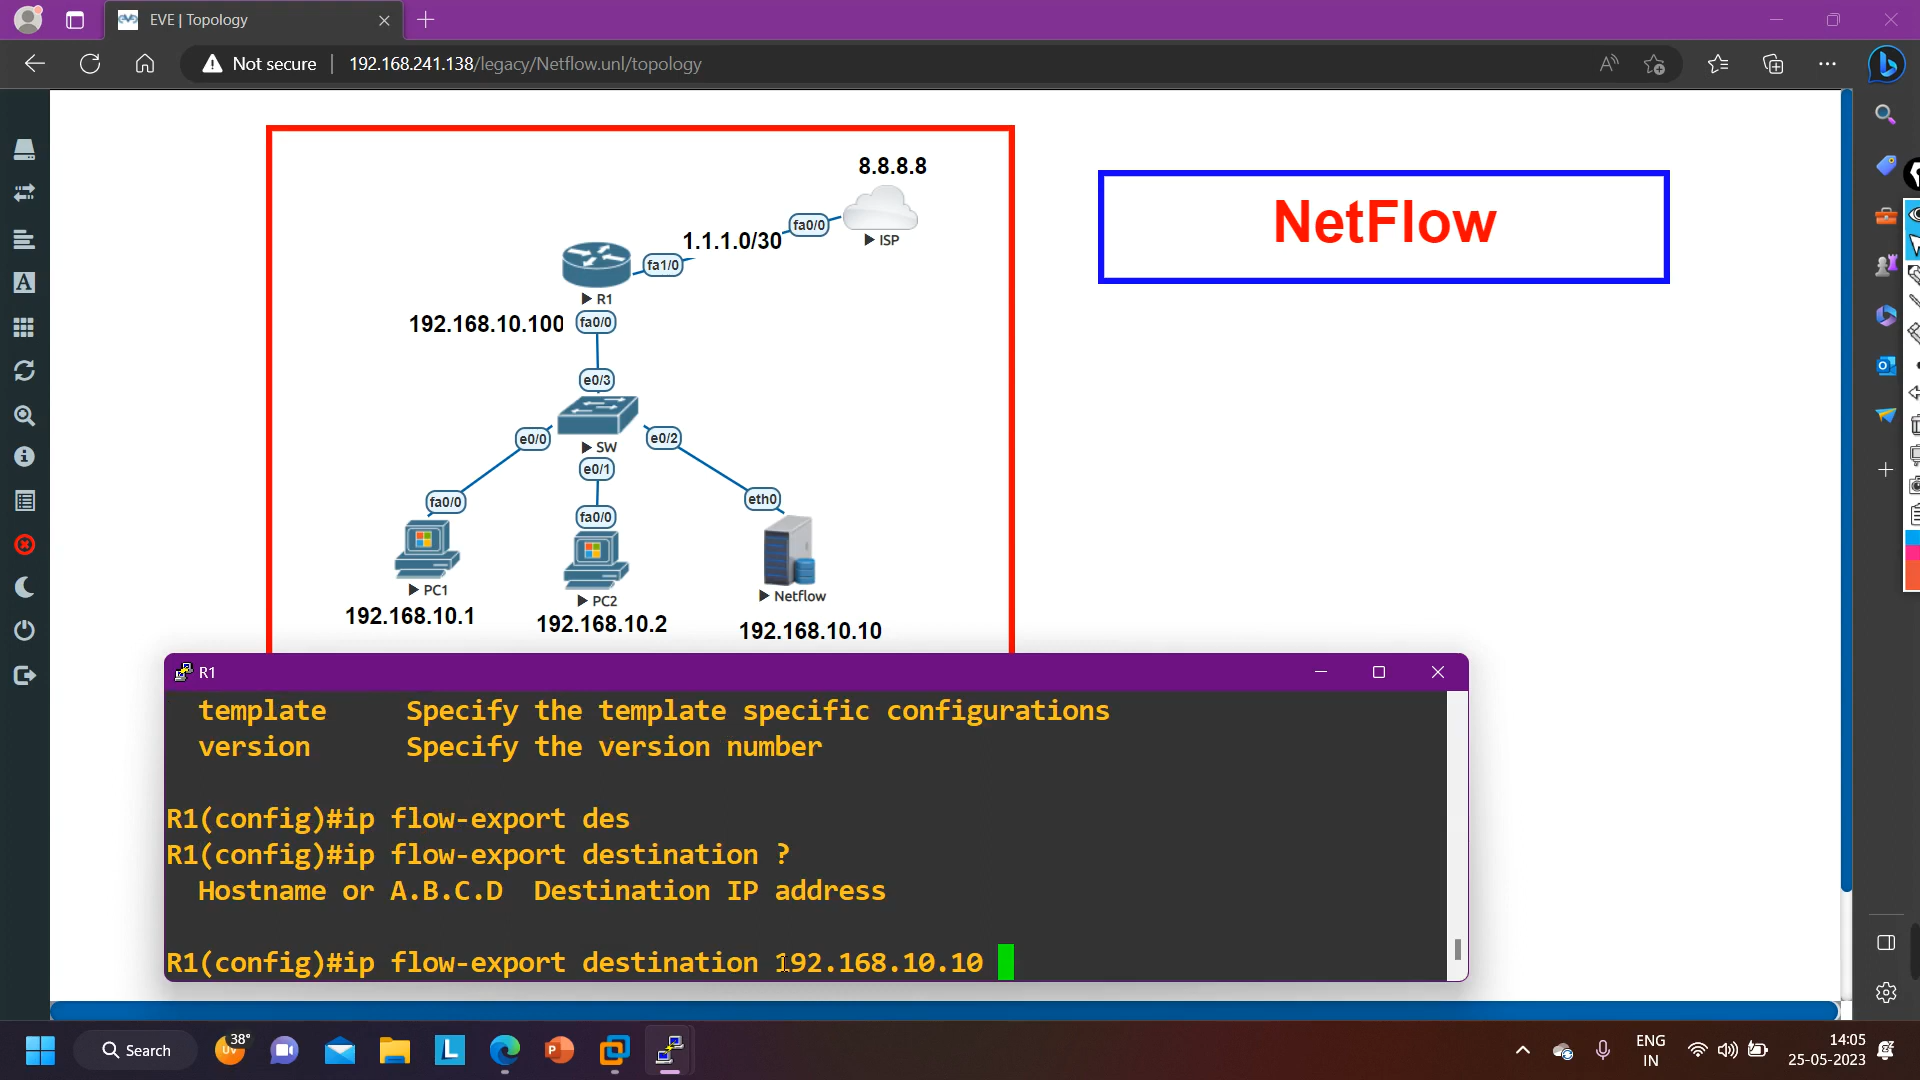 EVE | Topology
Not secure
192.168.241.138/legacy/Netflow.unl/topology
8.8.8.8
fa0/0
ISP
1.1.1.0/30
fa1/0
R1
192.168.10.100
fa0/0
e0/3
SW
e0/0
e0/2
e0/1
fa0/0
fa0/0
eth0
PC1
192.168.10.1
PC2
192.168.10.2
Netflow
192.168.10.10
NetFlow
R1
template Specify the template specific configurations
version Specify the version number
R1(config)#ip flow-export des
R1(config)#ip flow-export destination ?
Hostname or A.B.C.D Destination IP address
R1(config)#ip flow-export destination 192.168.10.10
Search
38°
UV
ENG
IN
14:05
25-05-2023